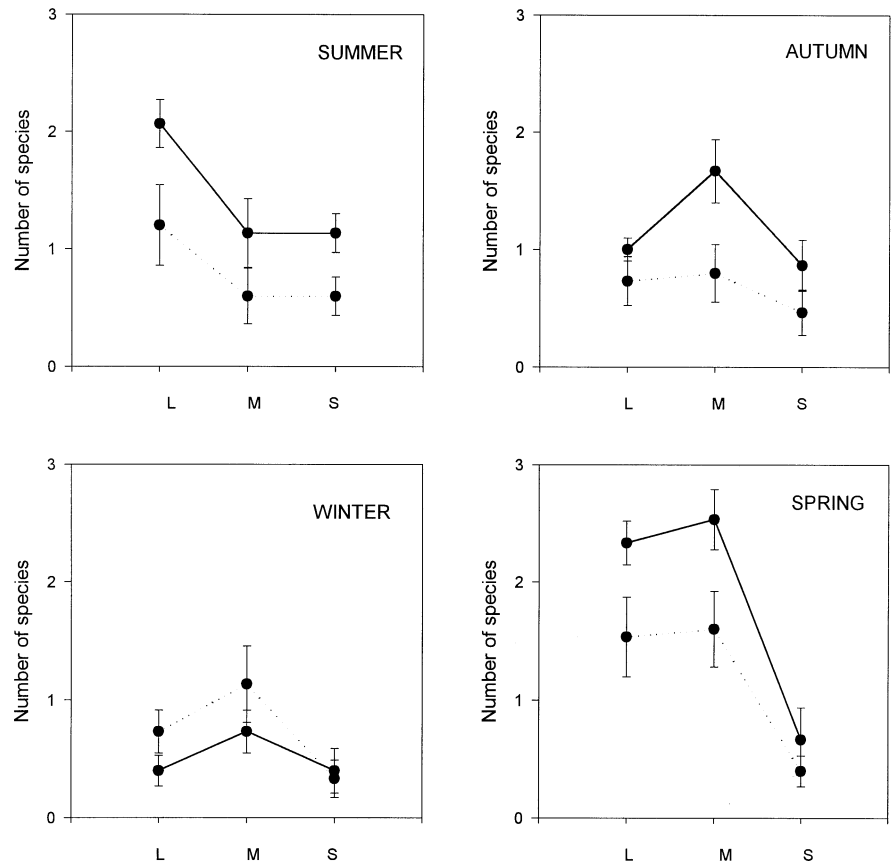 SUMMER
3
2
1
0
Number of species
L M S
AUTUMN
3
2
1
0
Number of species
L M S
WINTER
3
2
1
0
Number of species
L M S
SPRING
3
2
1
0
Number of species
L M S